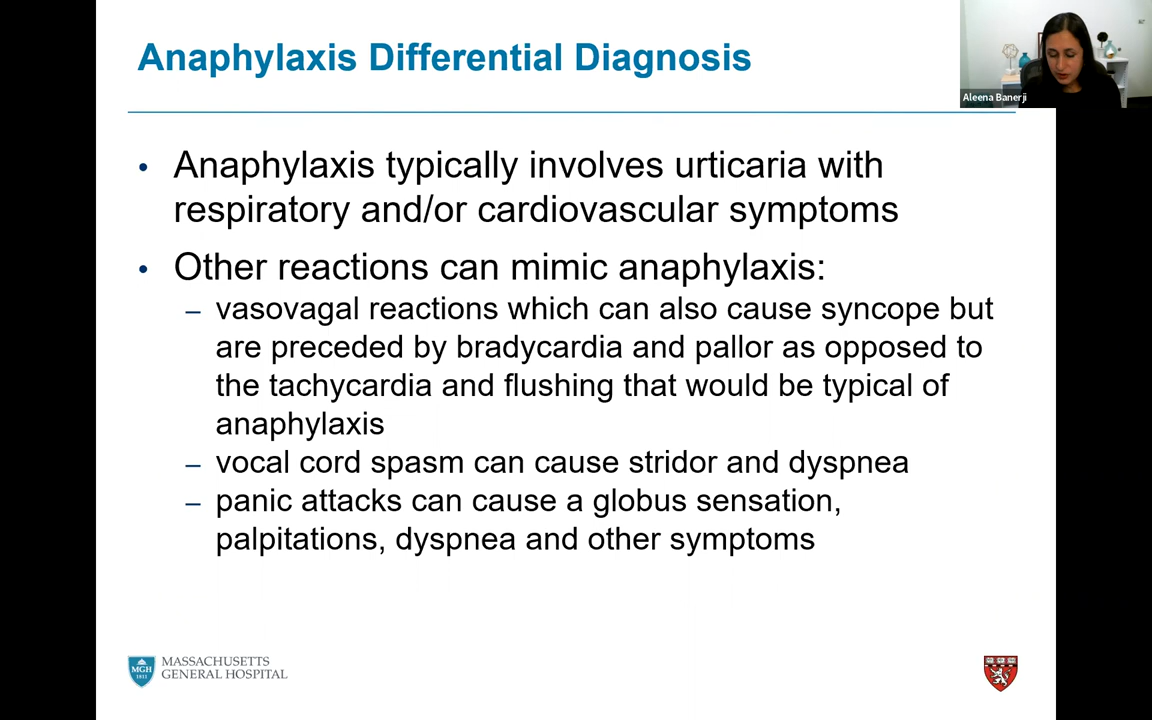 Anaphylaxis Differential Diagnosis
Aleena Banerji
• Anaphylaxis typically involves urticaria with
respiratory and/or cardiovascular symptoms
• Other reactions can mimic anaphylaxis:
– vasovagal reactions which can also cause syncope but
are preceded by bradycardia and pallor as opposed to
the tachycardia and flushing that would be typical of
anaphylaxis
– vocal cord spasm can cause stridor and dyspnea
– panic attacks can cause a globus sensation,
palpitations, dyspnea and other symptoms
MGH
1811
MASSACHUSETTS
GENERAL HOSPITAL